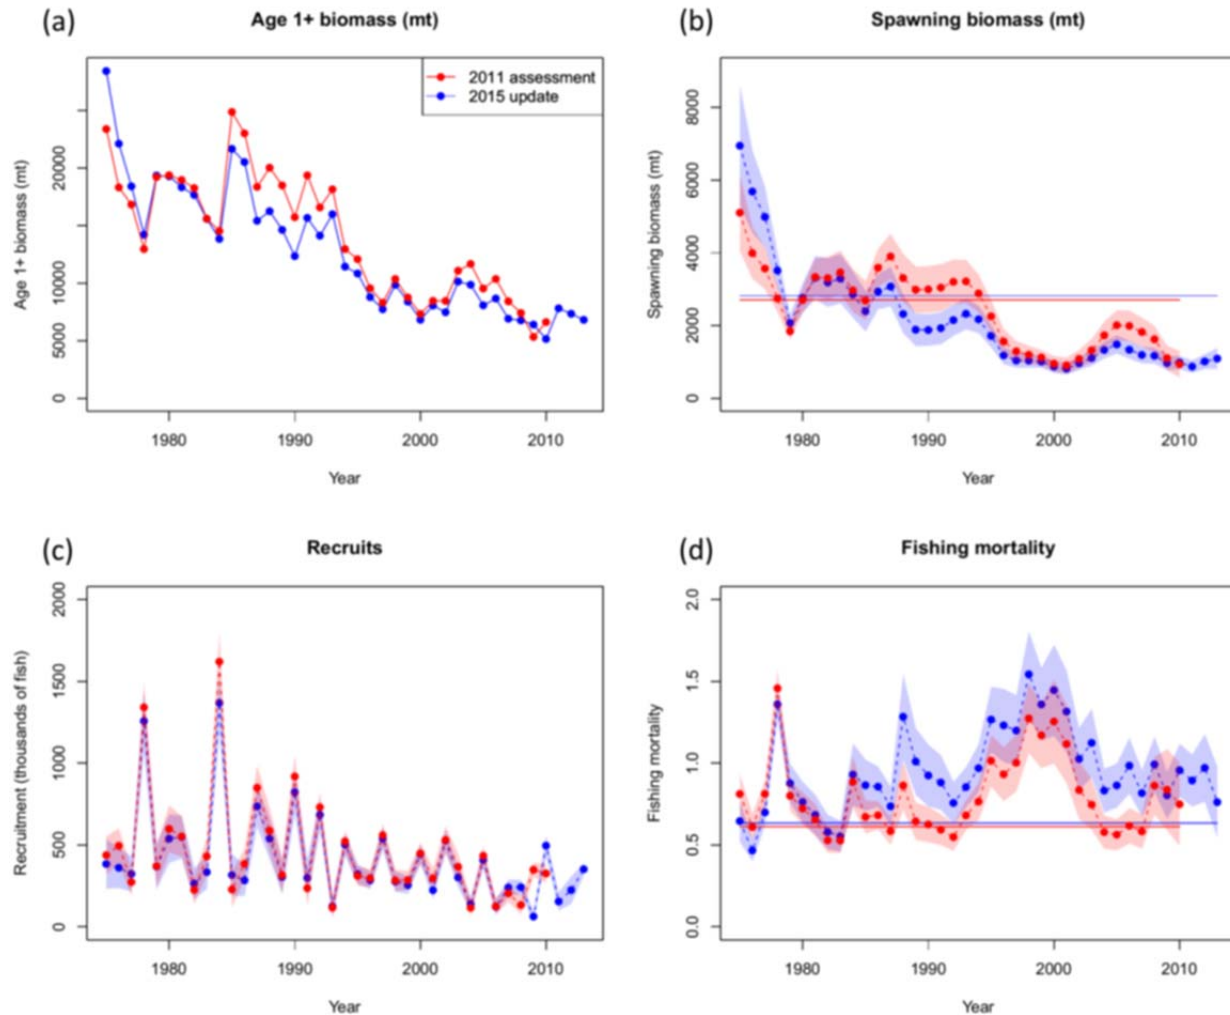 (a)
Age 1+ biomass (mt)
2011 assessment
2015 update
Age 1+ biomass (mt)
20000
10000
50000
0
1980 1990 2000 2010
Year
(b)
Spawning biomass (mt)
Spawning biomass (mt)
8000
6000
4000
2000
0
1980 1990 2000 2010
Year
(c)
Recruits
Recruitment (thousands of fish)
2000
1500
1000
500
0
1980 1990 2000 2010
Year
(d)
Fishing mortality
Fishing mortality
2.0
1.5
1.0
0.5
0.0
1980 1990 2000 2010
Year